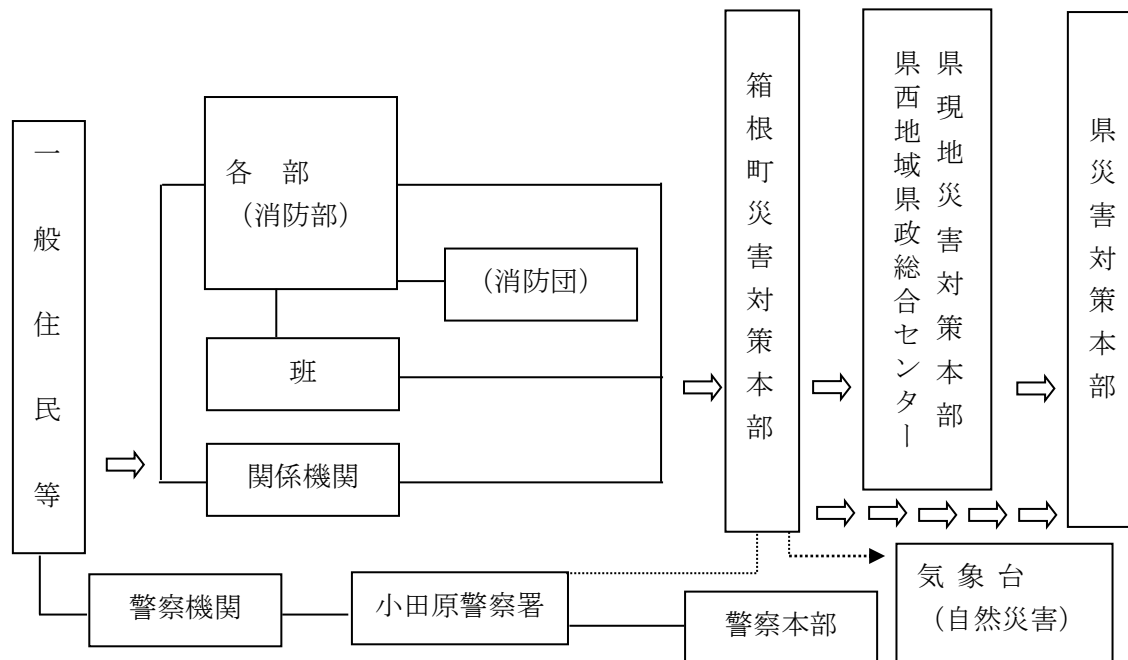 一般住民等
各　部
（消防部）
（消防団）
班
関係機関
箱根町災害対策本部
県現地災害対策本部
県西地域県政総合センター
県災害対策本部
警察機関
小田原警察署
警察本部
気 象 台
（自然災害）